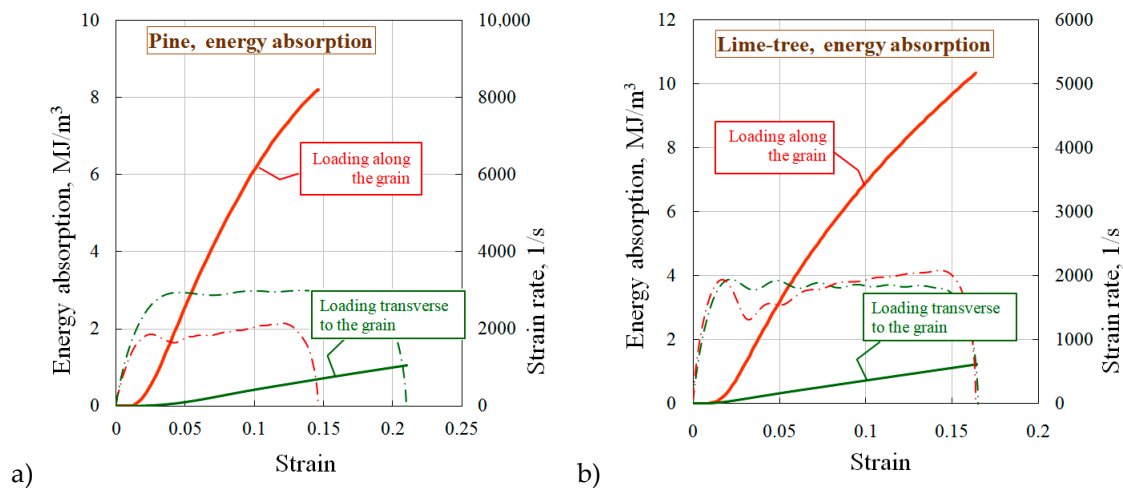 Pine, energy absorption
Energy absorption, MJ/m³
10
8
6
4
2
0
10,000
8000
6000
4000
2000
0
Strain rate, 1/s
Loading along
the grain
Loading transverse
to the grain
0
0.05
0.1
0.15
0.2
0.25
Strain
a)
Lime-tree, energy absorption
Energy absorption, MJ/m³
12
10
8
6
4
2
0
6000
5000
4000
3000
2000
1000
0
Strain rate, 1/s
Loading along
the grain
Loading transverse
to the grain
0
0.05
0.1
0.15
0.2
Strain
b)